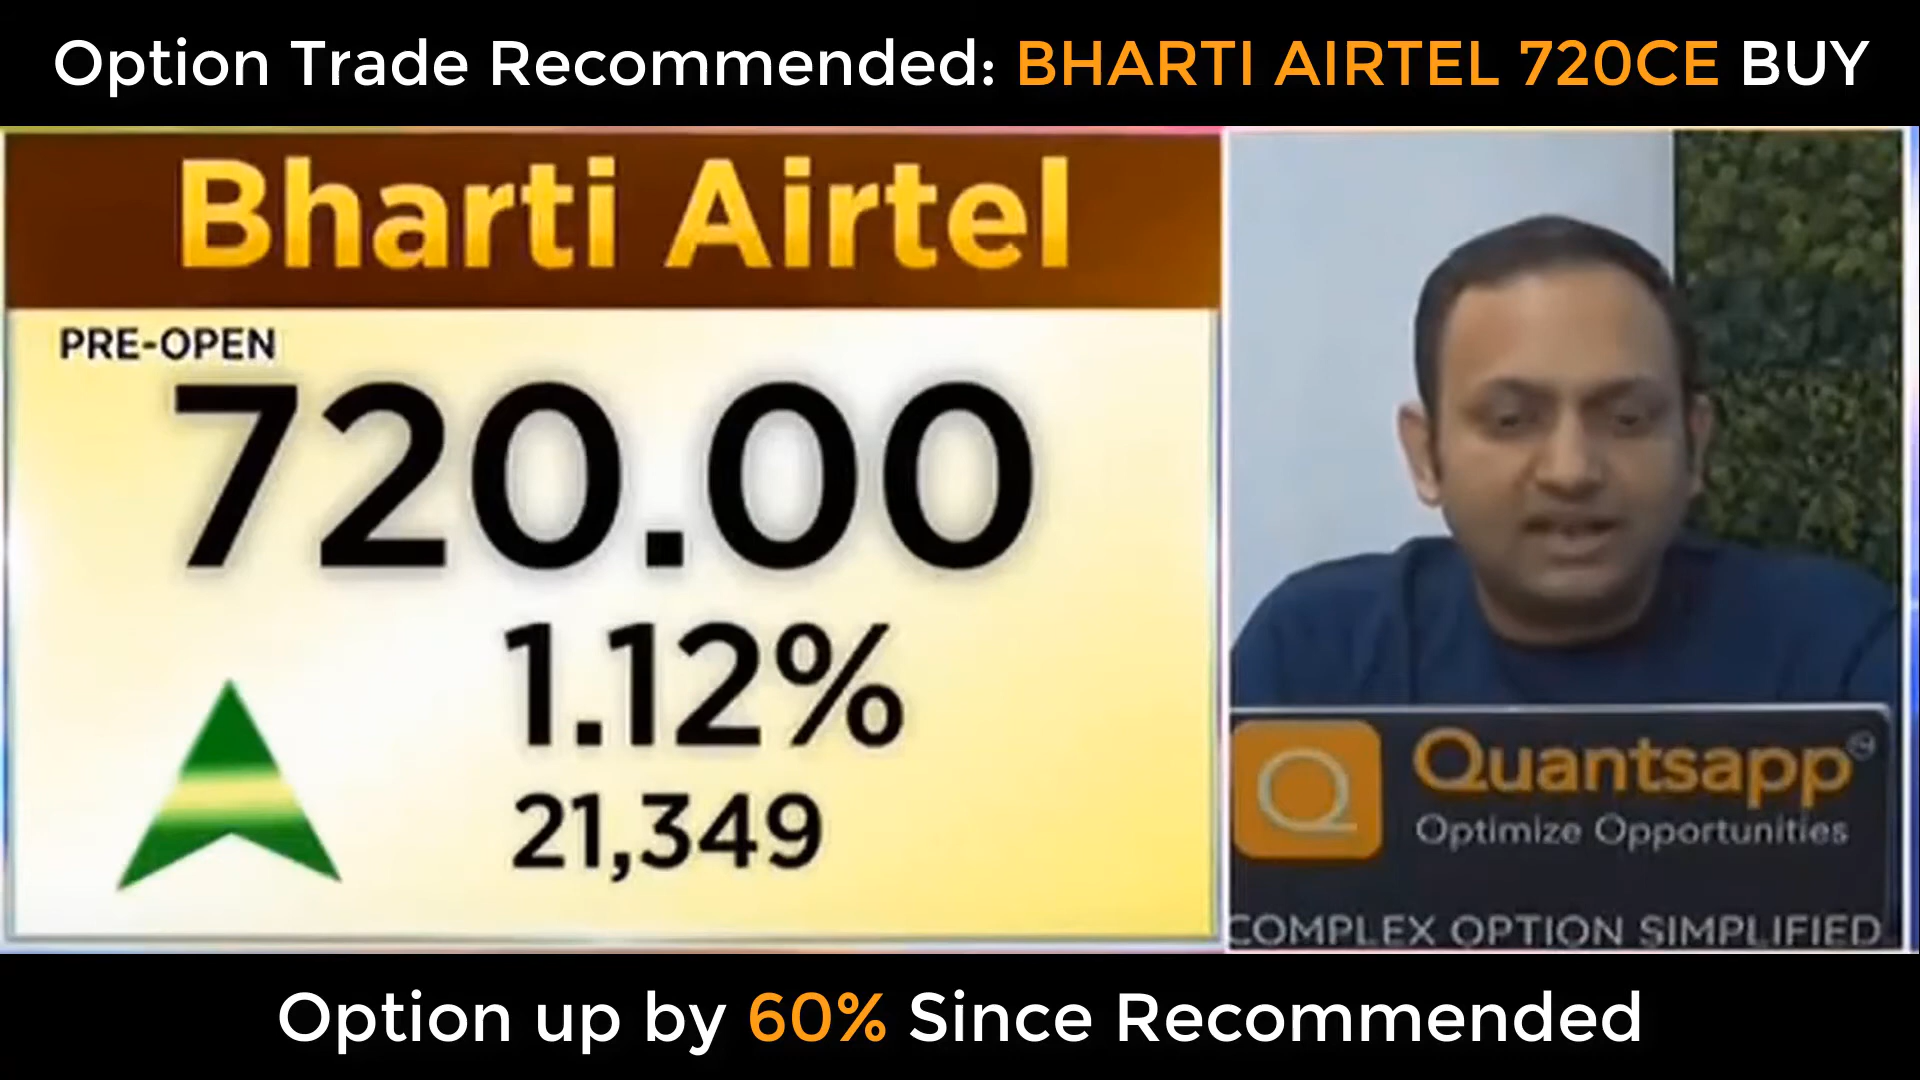 Option Trade Recommended: BHARTI AIRTEL 720CE BUY
Bharti Airtel
PRE-OPEN
720.00
1.12%
21,349
Quantsapp
Optimize Opportunities
COMPLEX OPTION SIMPLIFIED
Option up by 60% Since Recommended